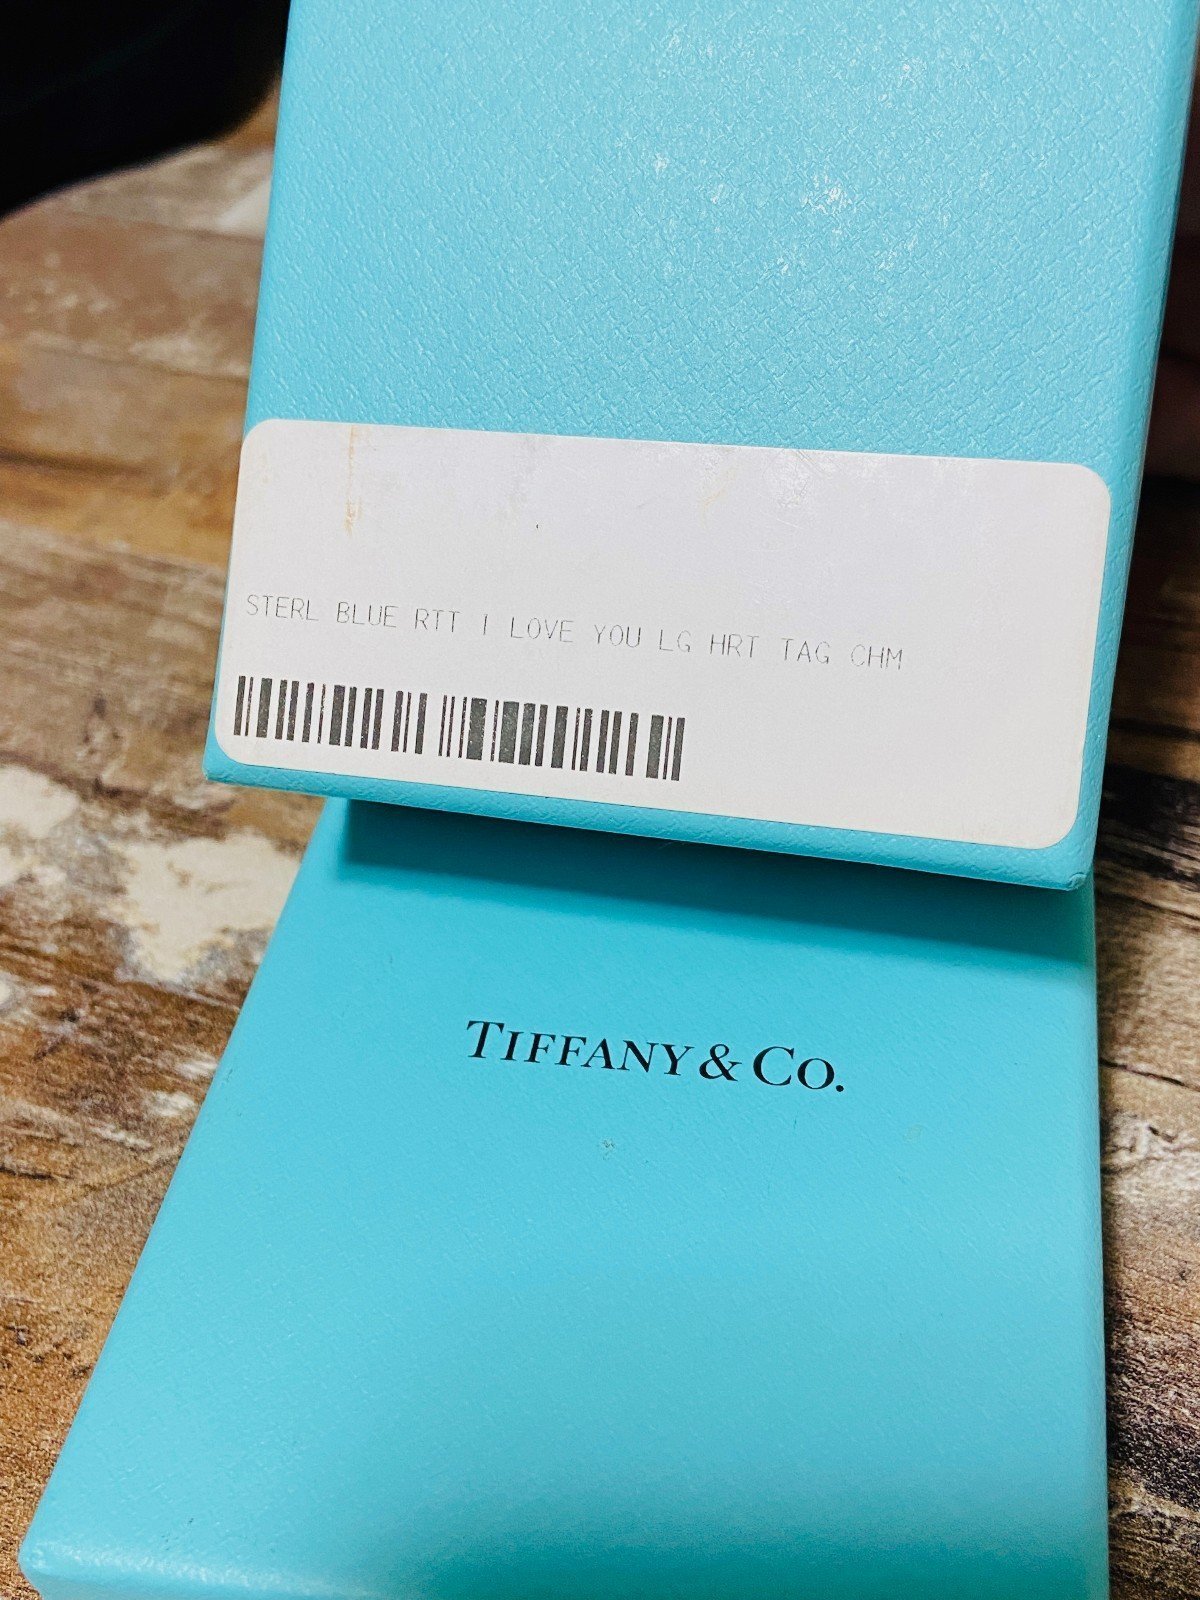 STERL BLUE RTT I LOVE YOU LG HRT TAG CHM
TIFFANY & CO.